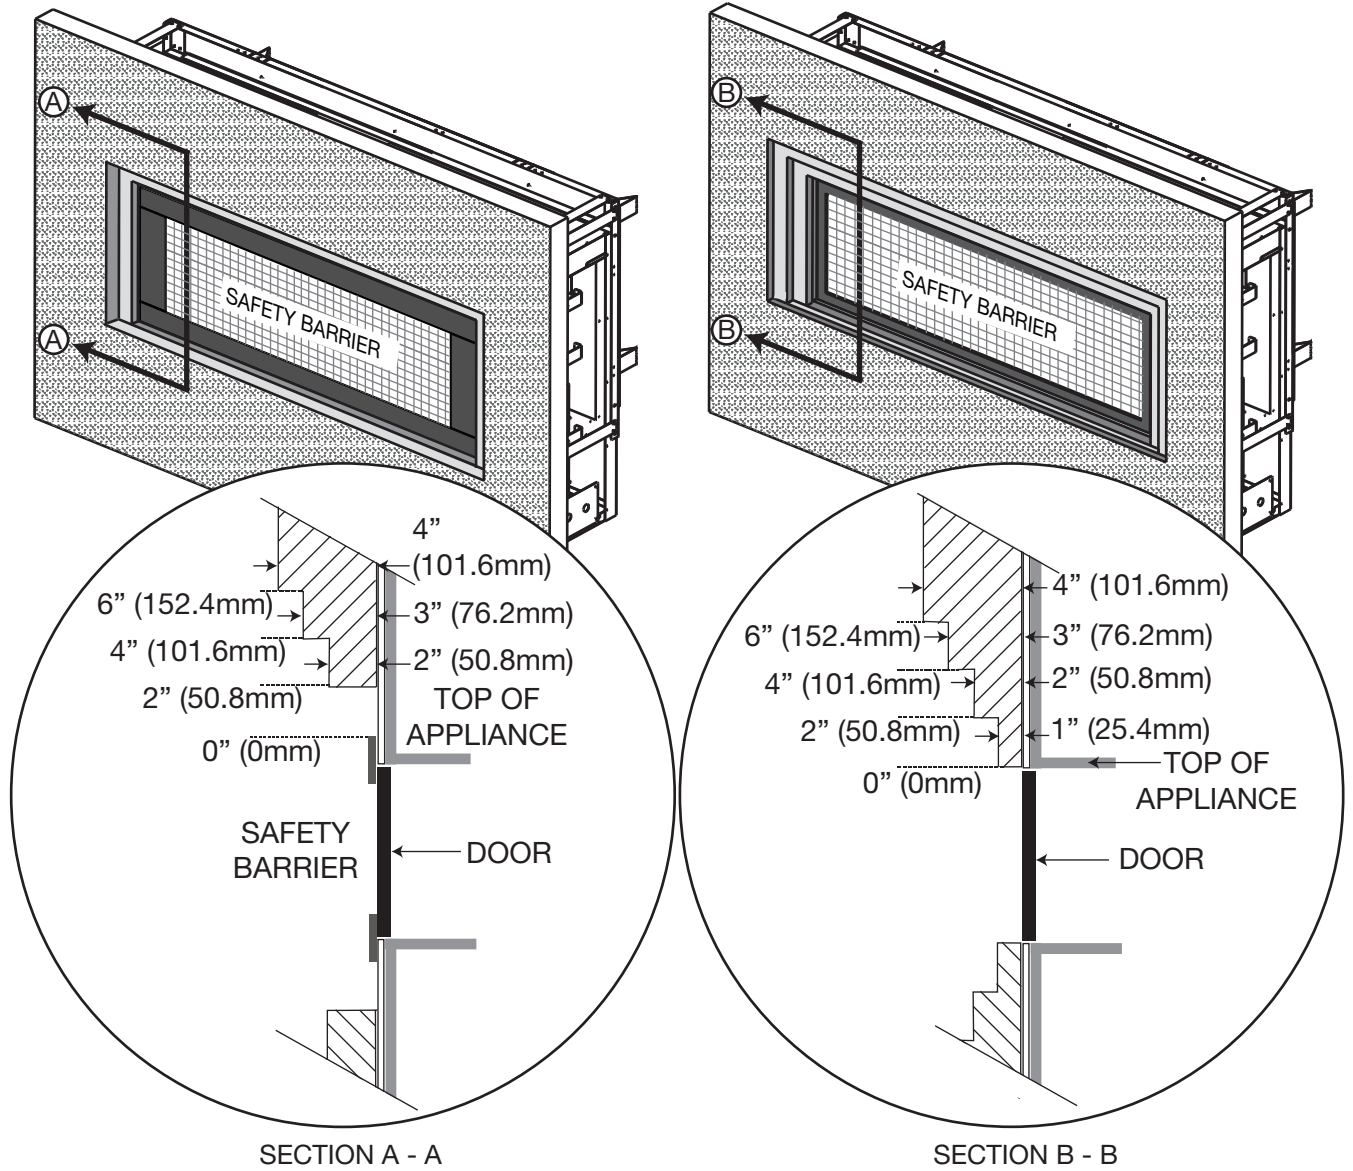 A
A
SAFETY BARRIER
B
B
SAFETY BARRIER
4”
(101.6mm)
6” (152.4mm)
3” (76.2mm)
4” (101.6mm)
2” (50.8mm)
2” (50.8mm)
TOP OF
APPLIANCE
0” (0mm)
SAFETY
BARRIER
DOOR
SECTION A - A
4” (101.6mm)
6” (152.4mm)
3” (76.2mm)
4” (101.6mm)
2” (50.8mm)
2” (50.8mm)
1” (25.4mm)
0” (0mm)
TOP OF
APPLIANCE
DOOR
SECTION B - B